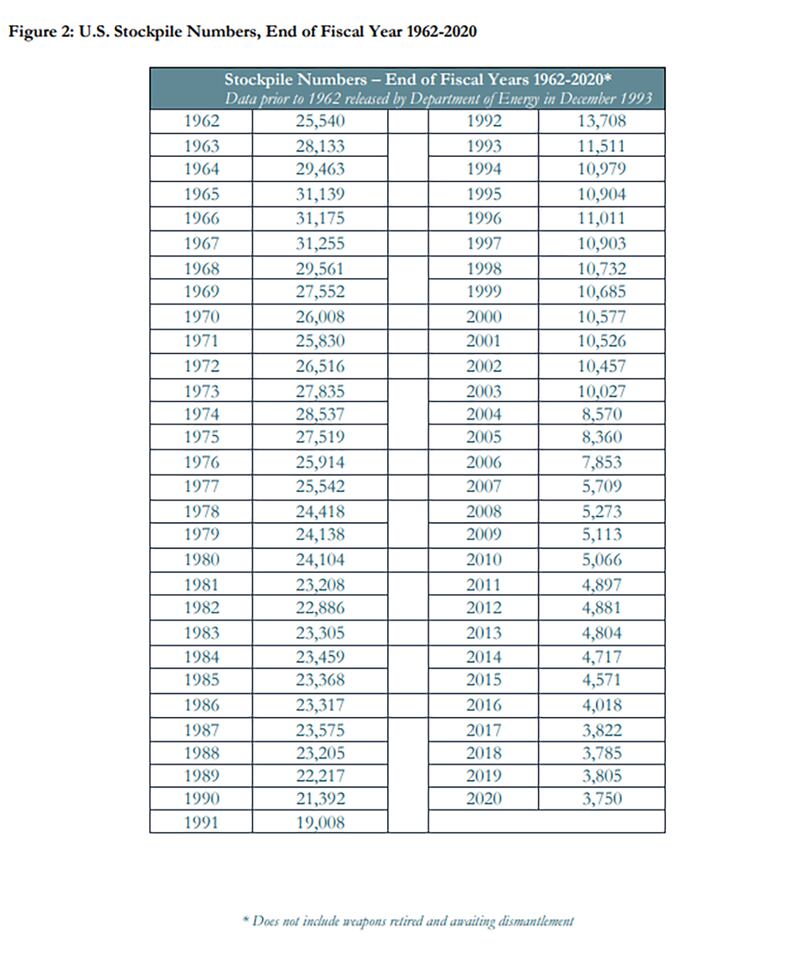 Figure 2: U.S. Stockpile Numbers, End of Fiscal Year 1962-2020
Stockpile Numbers – End of Fiscal Years 1962-2020*
Data prior to 1962 released by Department of Energy in December 1993
1962 25,540 1992 13,708
1963 28,133 1993 11,511
1964 29,463 1994 10,979
1965 31,139 1995 10,904
1966 31,175 1996 11,011
1967 31,255 1997 10,903
1968 29,561 1998 10,732
1969 27,552 1999 10,685
1970 26,008 2000 10,577
1971 25,830 2001 10,526
1972 26,516 2002 10,457
1973 27,835 2003 10,027
1974 28,537 2004 8,570
1975 27,519 2005 8,360
1976 25,914 2006 7,853
1977 25,542 2007 5,709
1978 24,418 2008 5,273
1979 24,138 2009 5,113
1980 24,104 2010 5,066
1981 23,208 2011 4,897
1982 22,886 2012 4,881
1983 23,305 2013 4,804
1984 23,459 2014 4,717
1985 23,368 2015 4,571
1986 23,317 2016 4,018
1987 23,575 2017 3,822
1988 23,205 2018 3,785
1989 22,217 2019 3,805
1990 21,392 2020 3,750
1991 19,008
* Does not include weapons retired and awaiting dismantlement